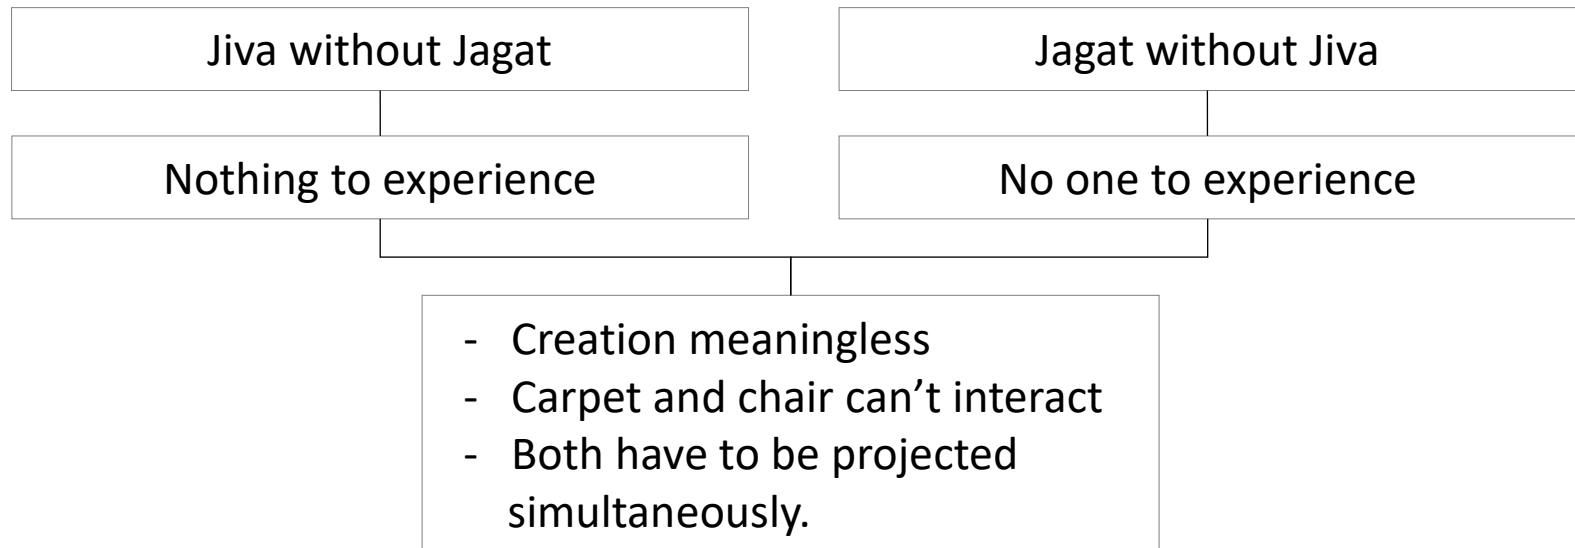 Jiva without Jagat
Jagat without Jiva
Nothing to experience
No one to experience
- Creation meaningless
- Carpet and chair can’t interact
- Both have to be projected
simultaneously.